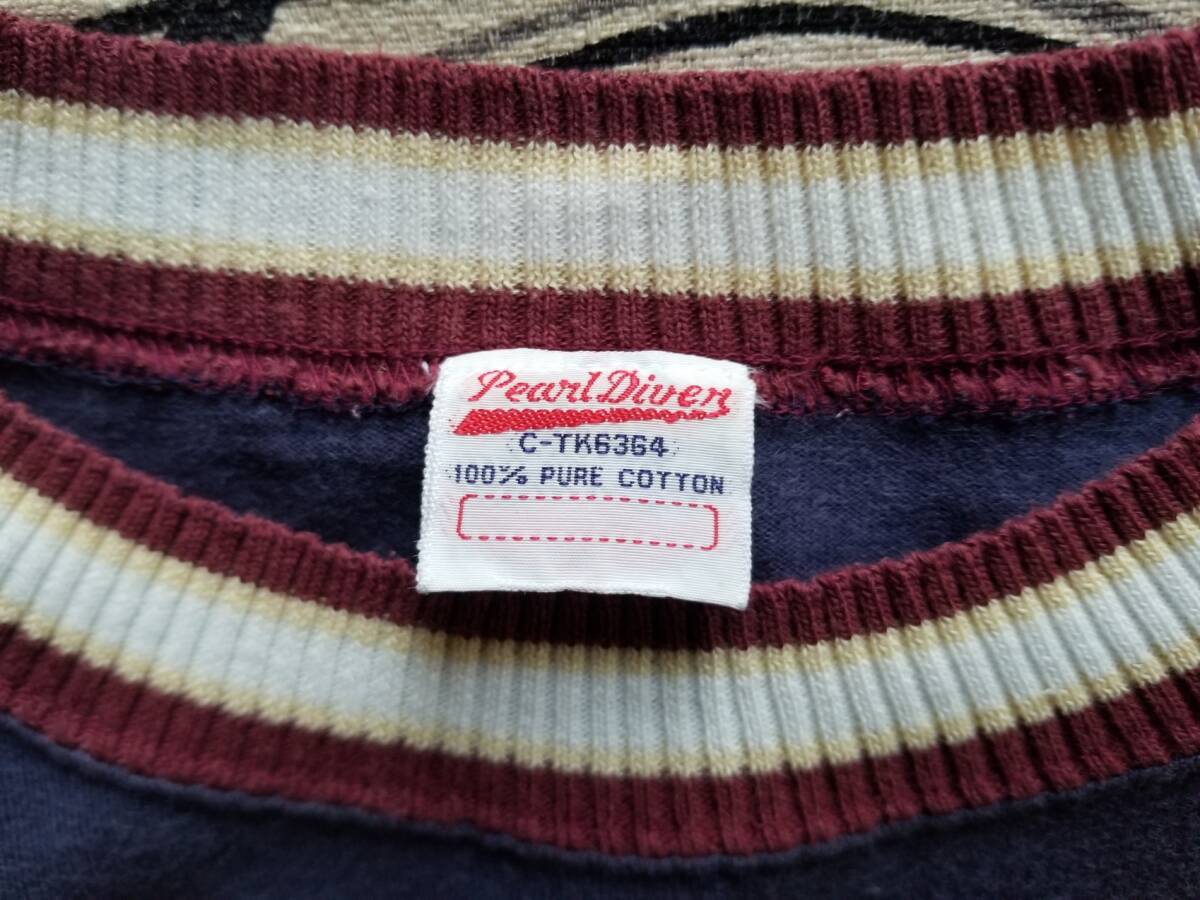 Pearl Diver
C-TK6364
100% PURE COTTON